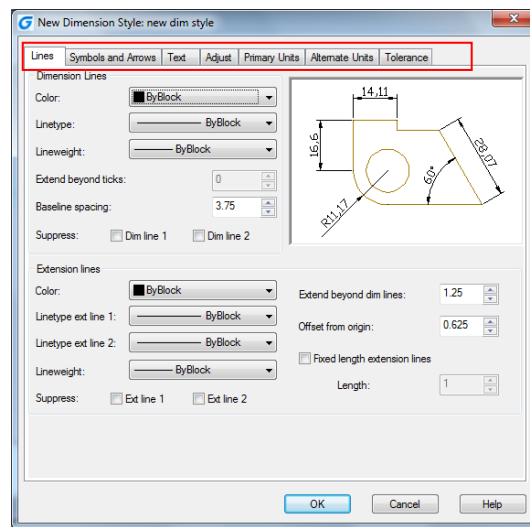 New Dimension Style: new dim style
Lines Symbols and Arrows Text Adjust Primary Units Alternate Units Tolerance
Dimension Lines
Color: ByBlock
Linetype: ByBlock
Lineweight: ByBlock
Extend beyond ticks: 0
Baseline spacing: 3.75
Suppress: Dim line 1 Dim line 2
14,11
16,6
28,07
60°
R11,17
Extension lines
Color: ByBlock
Linetype ext line 1: ByBlock
Linetype ext line 2: ByBlock
Lineweight: ByBlock
Suppress: Ext line 1 Ext line 2
Extend beyond dim lines: 1.25
Offset from origin: 0.625
Fixed length extension lines
Length: 1
OK Cancel Help